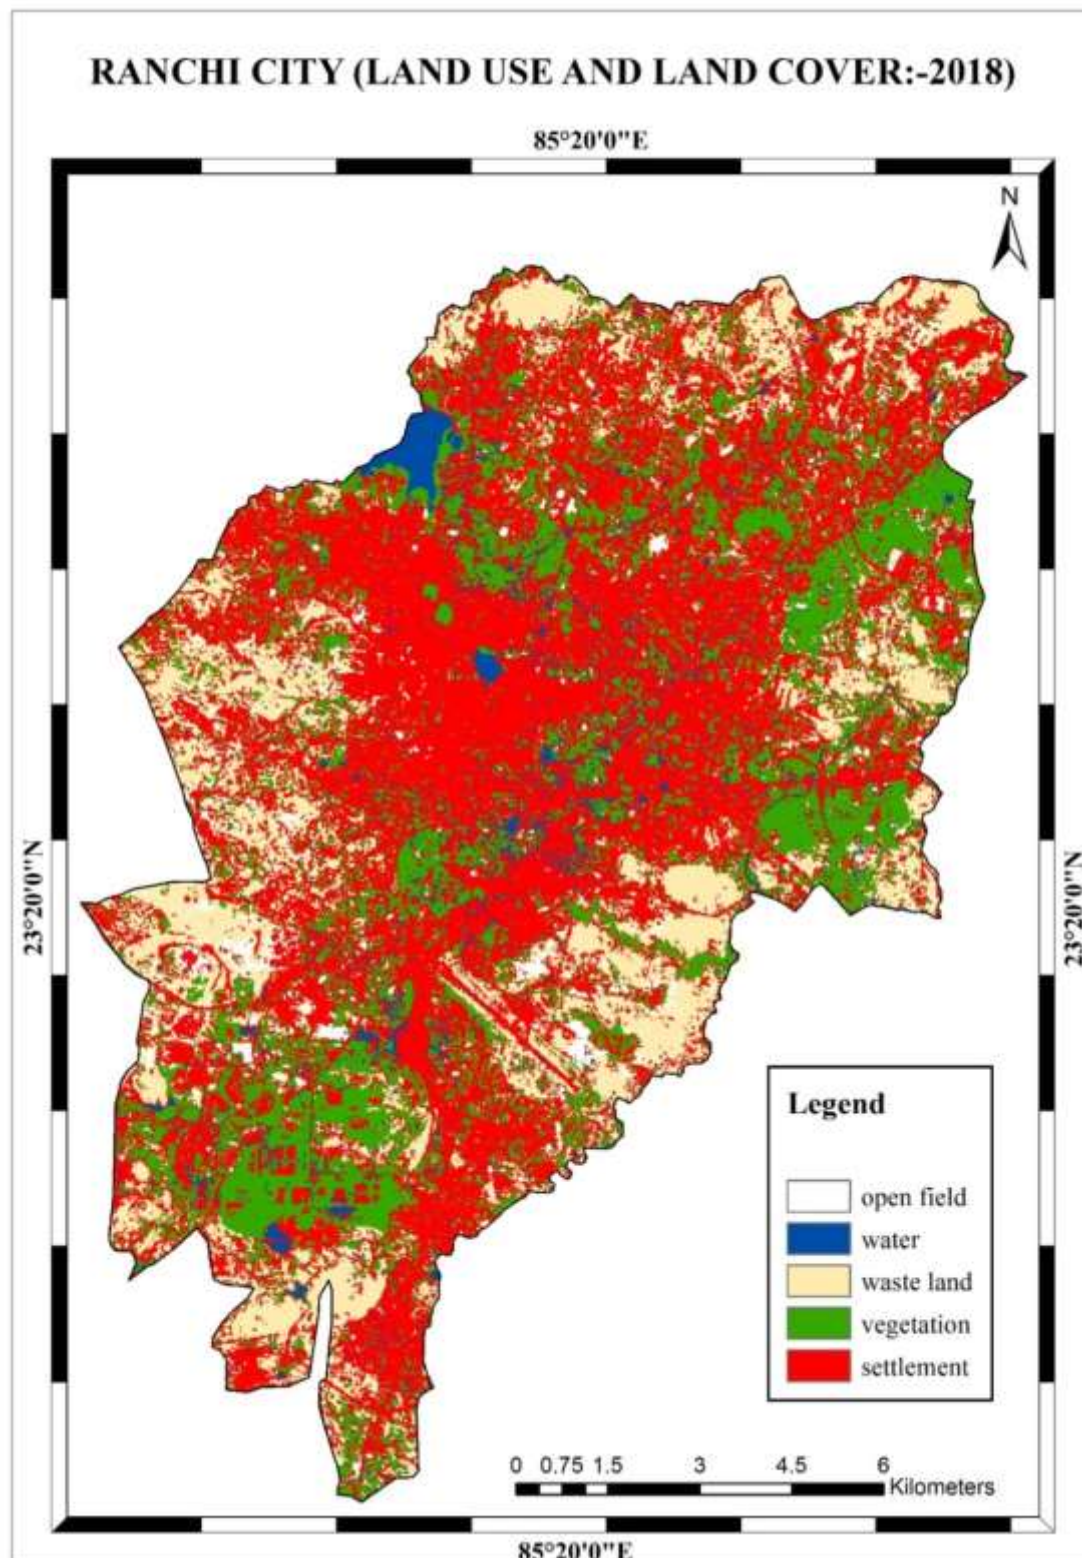 RANCHI CITY (LAND USE AND LAND COVER:-2018)
85°20'0"E
N
23°20'0"N
23°20'0"N
Legend
open field
water
waste land
vegetation
settlement
0 0.75 1.5 3 4.5 6
Kilometers
85°20'0"E